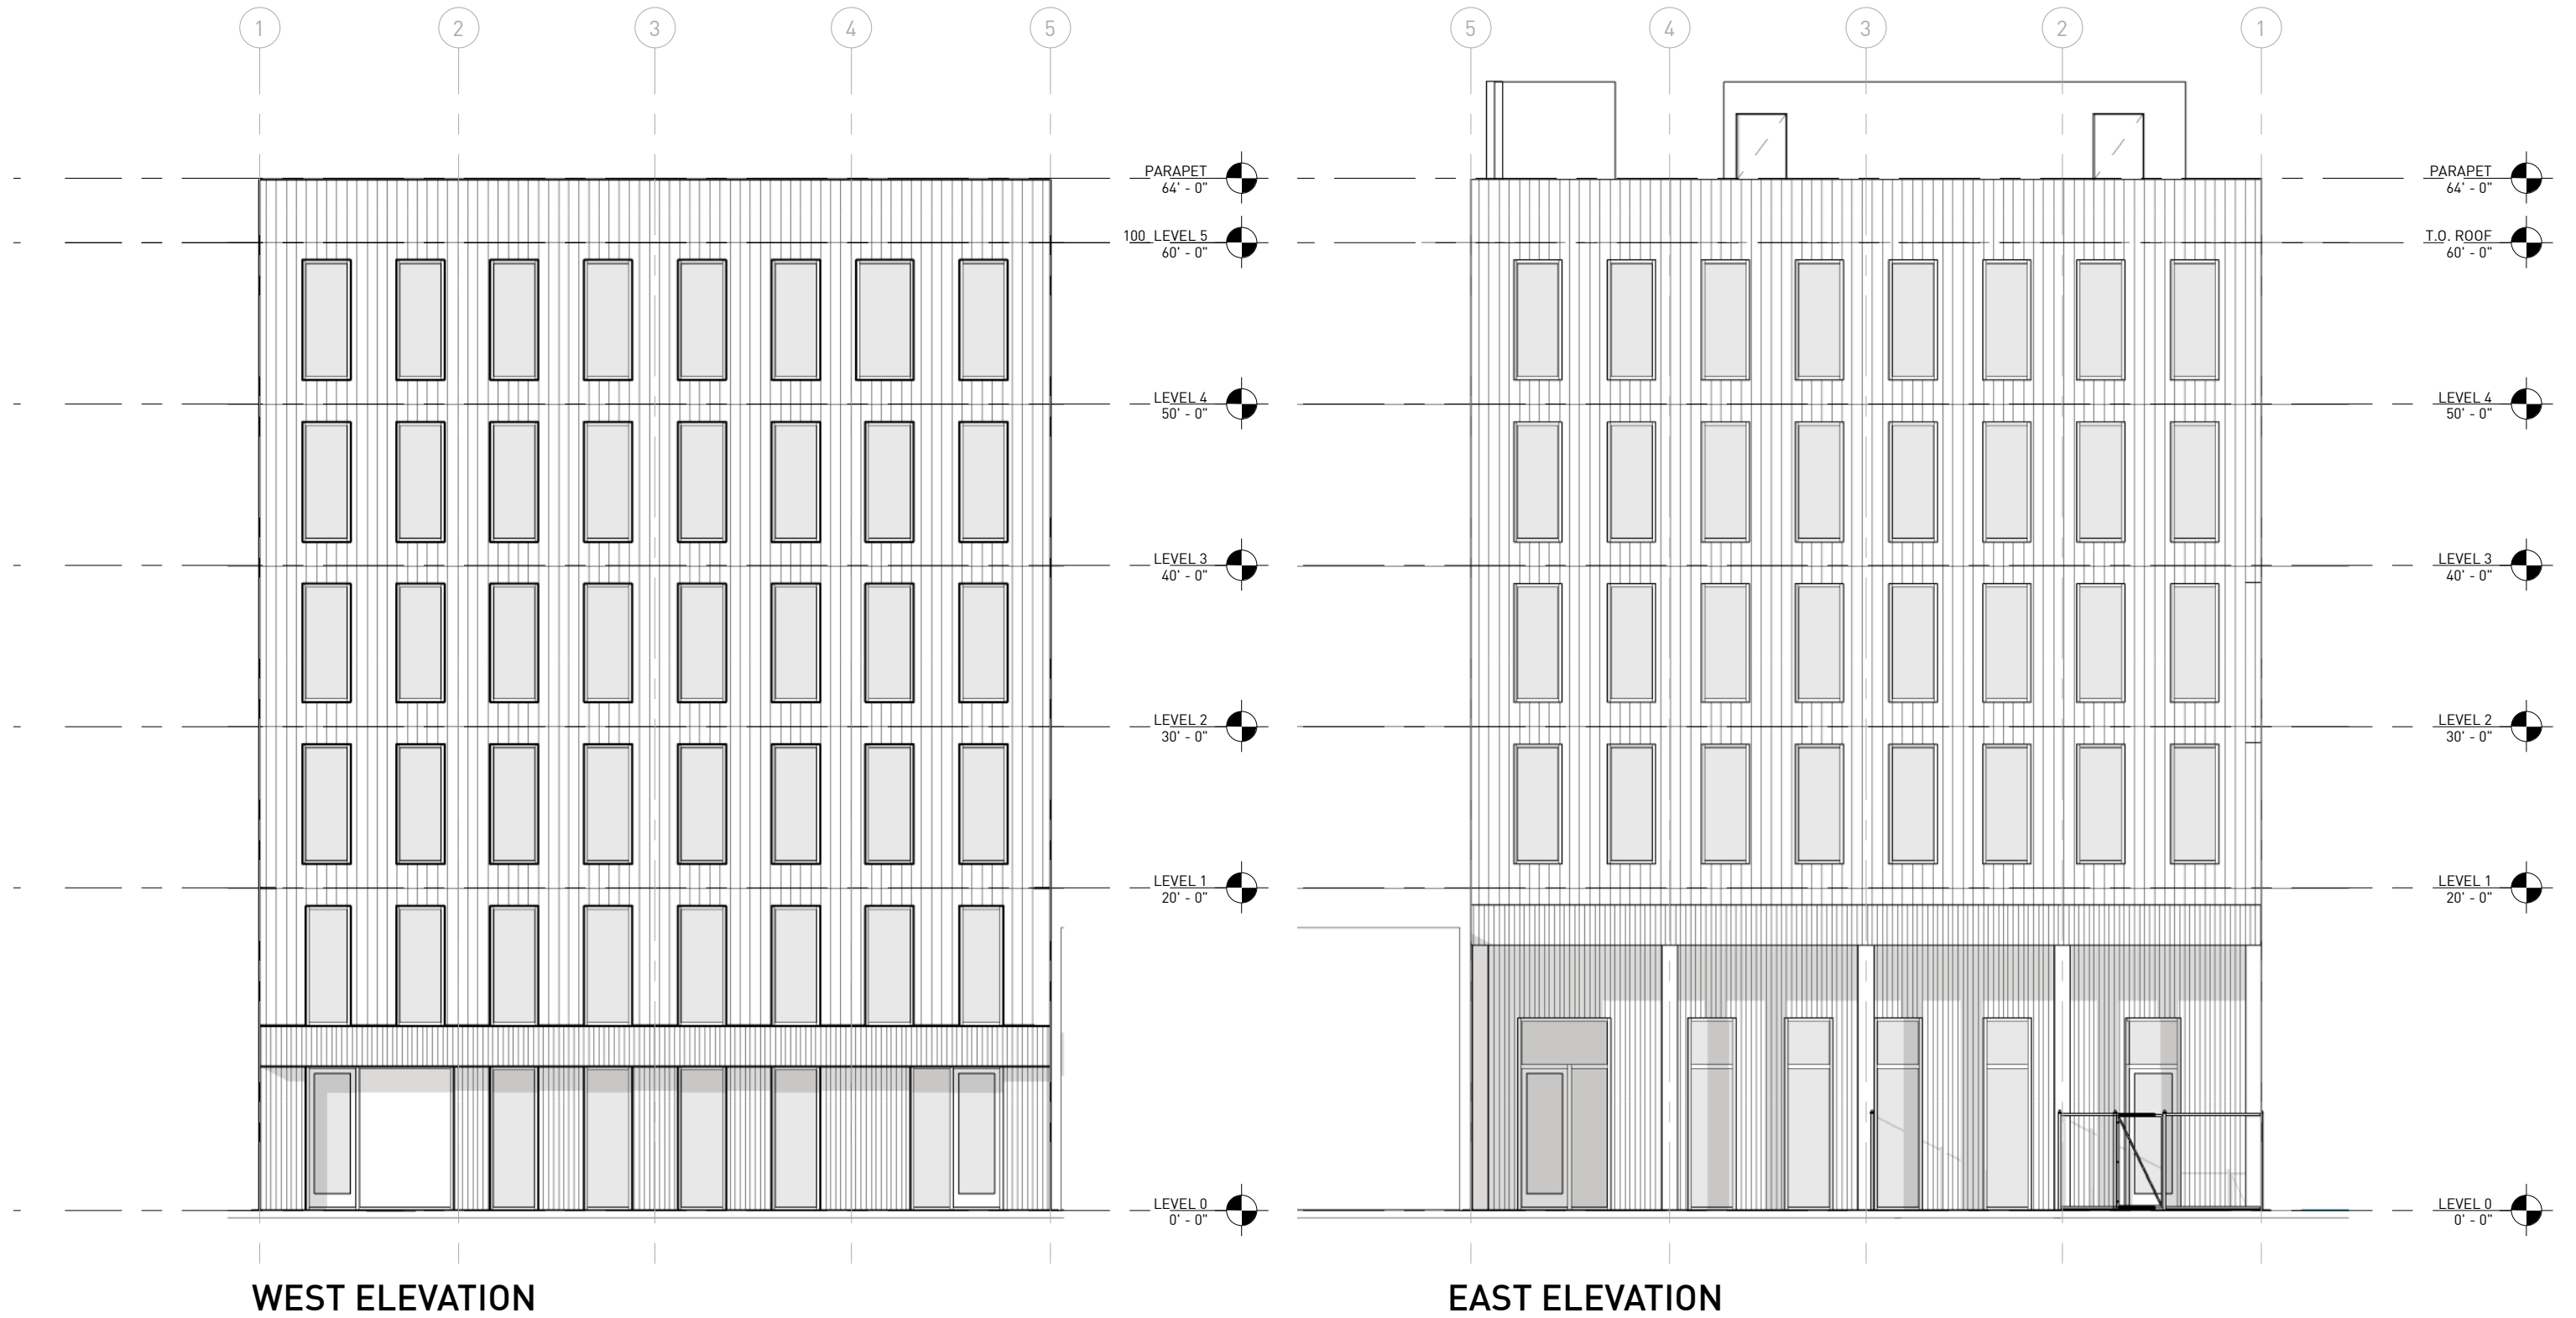 1 2 3 4 5
5 4 3 2 1
PARAPET
64' - 0"
100 LEVEL 5
60' - 0"
LEVEL 4
50' - 0"
LEVEL 3
40' - 0"
LEVEL 2
30' - 0"
LEVEL 1
20' - 0"
LEVEL 0
0' - 0"
PARAPET
64' - 0"
T.O. ROOF
60' - 0"
LEVEL 4
50' - 0"
LEVEL 3
40' - 0"
LEVEL 2
30' - 0"
LEVEL 1
20' - 0"
LEVEL 0
0' - 0"
WEST ELEVATION
EAST ELEVATION